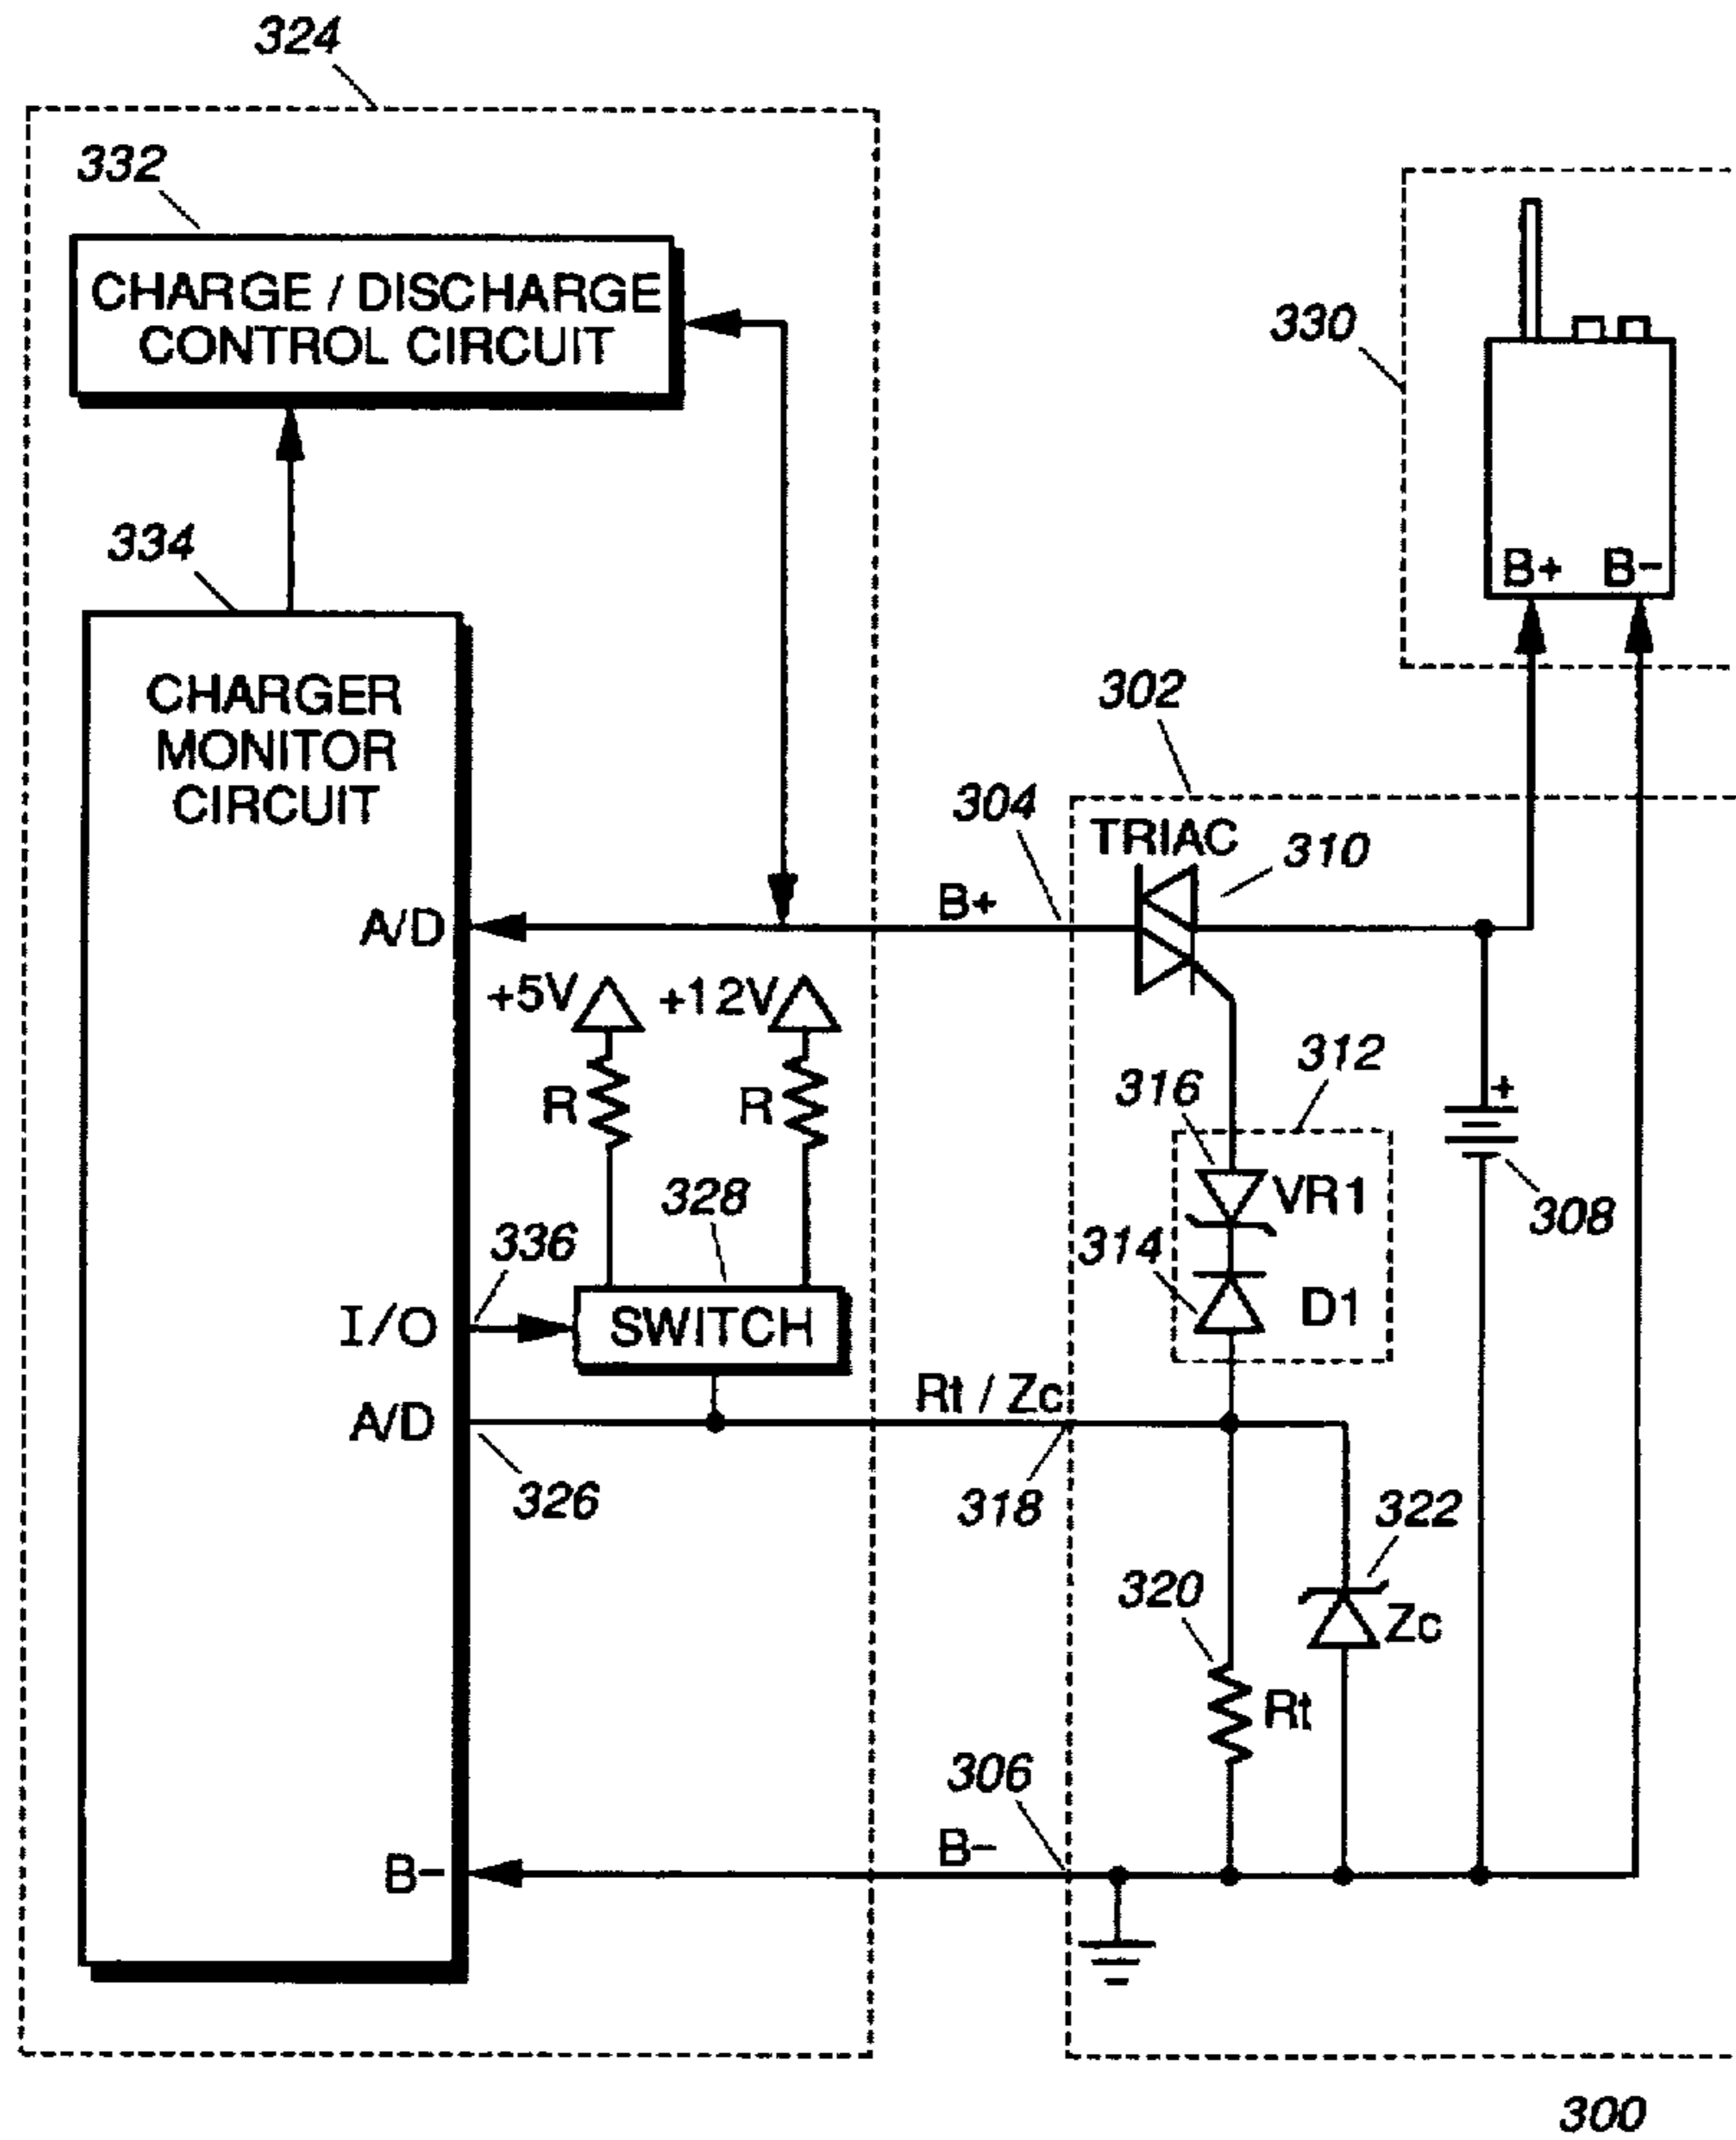 324
332
CHARGE / DISCHARGE
CONTROL CIRCUIT
330
334
B+ B-
CHARGER
MONITOR
CIRCUIT
302
304
TRIAC
310
B+
A/D
+5V
+12V
312
316
R
R
VR1
328
308
336
314
+
I/O
SWITCH
D1
Rt / Zc
A/D
326
318
322
320
Zc
Rt
306
B-
B-
300